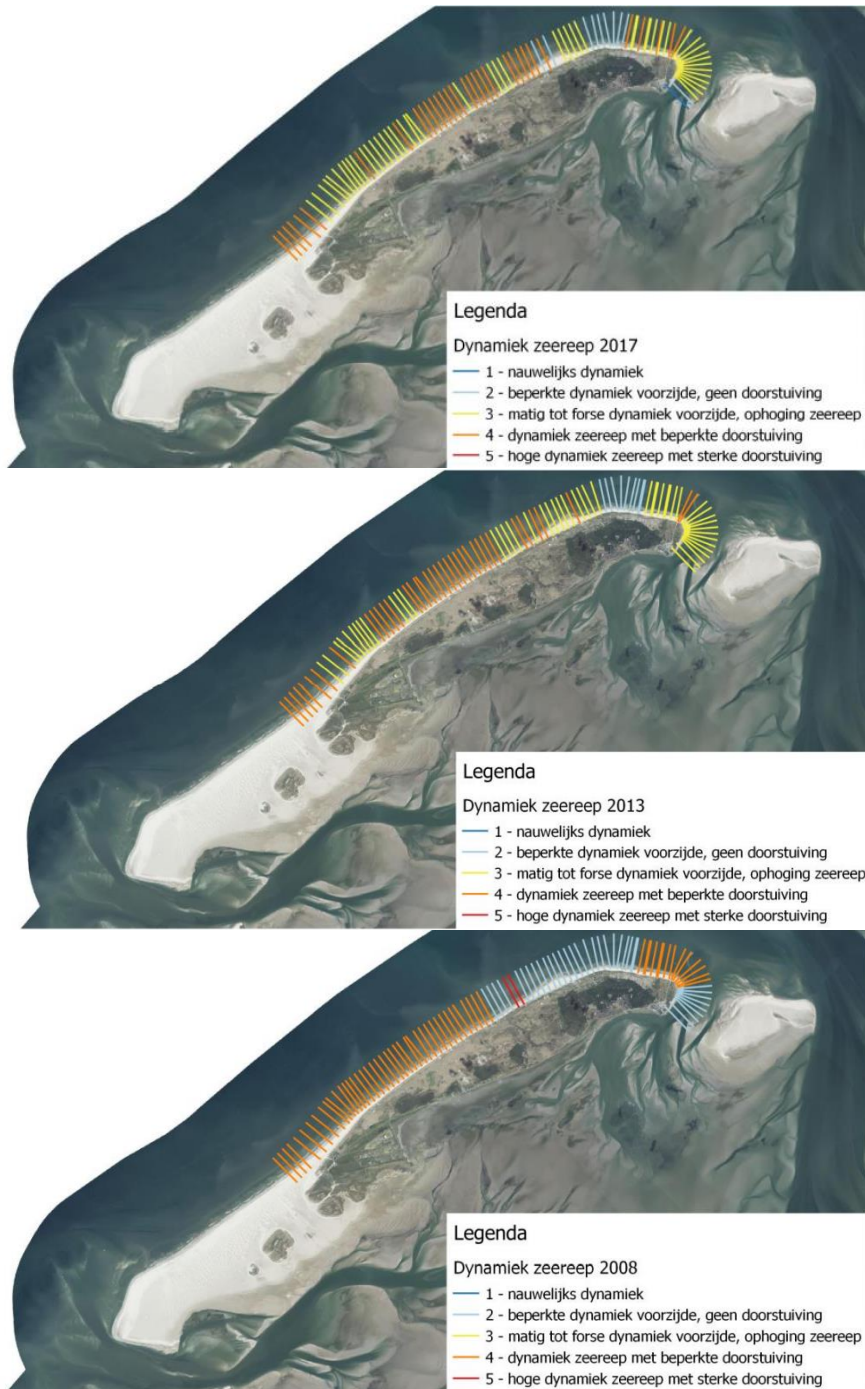 Legenda
Dynamiek zeereep 2017
1 - nauwelijks dynamiek
2 - beperkte dynamiek voorzijde, geen doorstuiving
3 - matig tot forse dynamiek voorzijde, ophoging zeereep
4 - dynamiek zeereep met beperkte doorstuiving
5 - hoge dynamiek zeereep met sterke doorstuiving
Legenda
Dynamiek zeereep 2013
1 - nauwelijks dynamiek
2 - beperkte dynamiek voorzijde, geen doorstuiving
3 - matig tot forse dynamiek voorzijde, ophoging zeereep
4 - dynamiek zeereep met beperkte doorstuiving
5 - hoge dynamiek zeereep met sterke doorstuiving
Legenda
Dynamiek zeereep 2008
1 - nauwelijks dynamiek
2 - beperkte dynamiek voorzijde, geen doorstuiving
3 - matig tot forse dynamiek voorzijde, ophoging zeereep
4 - dynamiek zeereep met beperkte doorstuiving
5 - hoge dynamiek zeereep met sterke doorstuiving